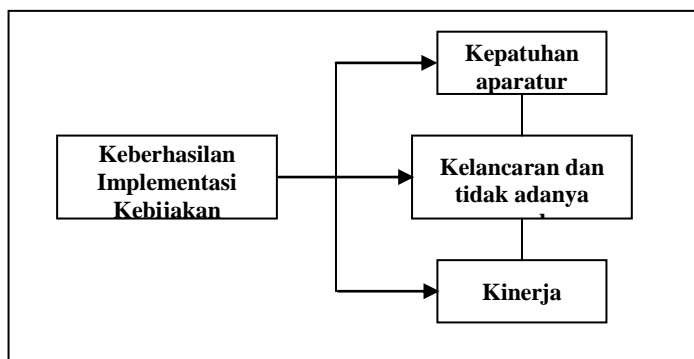 Kepatuhan
aparatur
Keberhasilan
Implementasi
Kebijakan
Kelancaran dan
tidak adanya
Kinerja